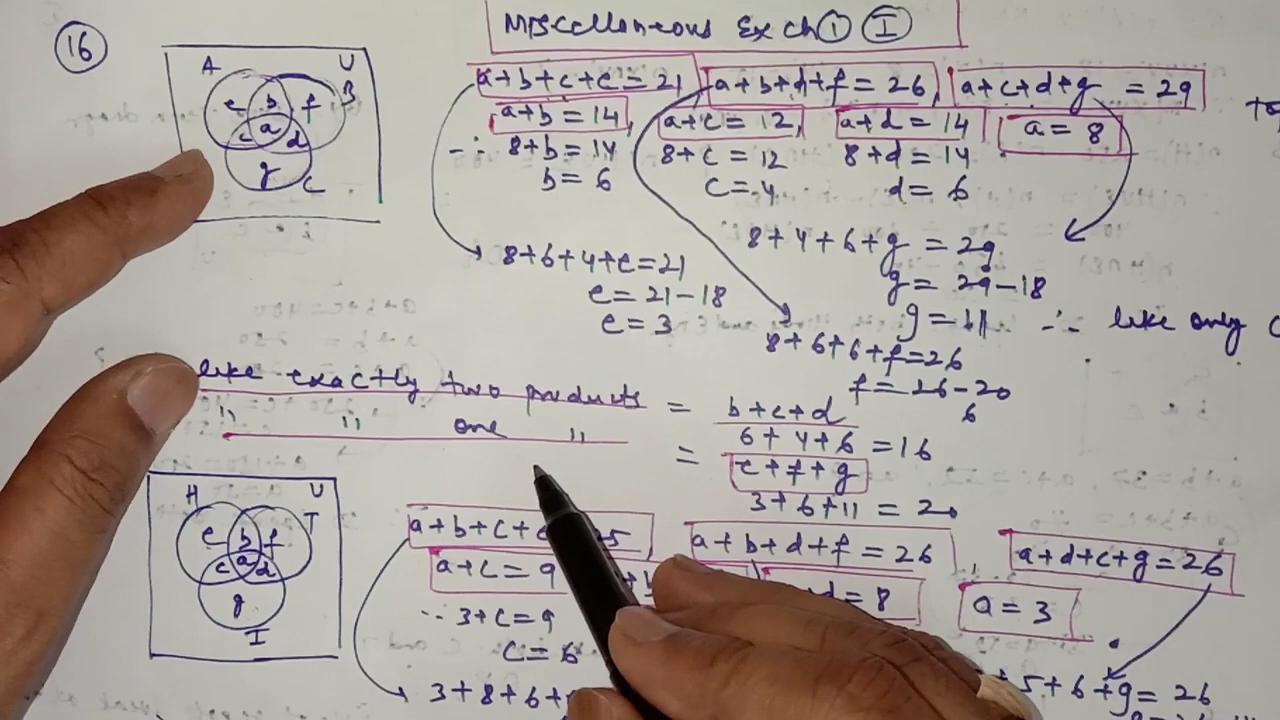 Miscellaneous Ex ch ① Ⓘ
⑯
A U B
e b f
c a d
g C
a+b+c+e = 21, a+b+d+f = 26, a+c+d+g = 29
a+b = 14, a+c = 12, a+d = 14 a = 8
∴ 8+b = 14 8+c = 12 8+d = 14
b = 6 c = 4 d = 6
8+4+6+g = 29
8+6+4+e = 21 g = 29-18
e = 21-18 g = 11 ∴ like only
e = 3 8+6+6+f = 26
f = 26-20
6
like exactly two products = b+c+d
6+4+6 = 16
" " one " = e+f+g
3+6+11 = 20
H U T
e b f
c a d
g
I
a+b+c+ 25 a+b+d+f = 26, a+d+c+g = 26
a+c = 9 d = 8 a = 3
∴ 3+c = 9
c = 6
3+8+6+ 5+6+g = 26